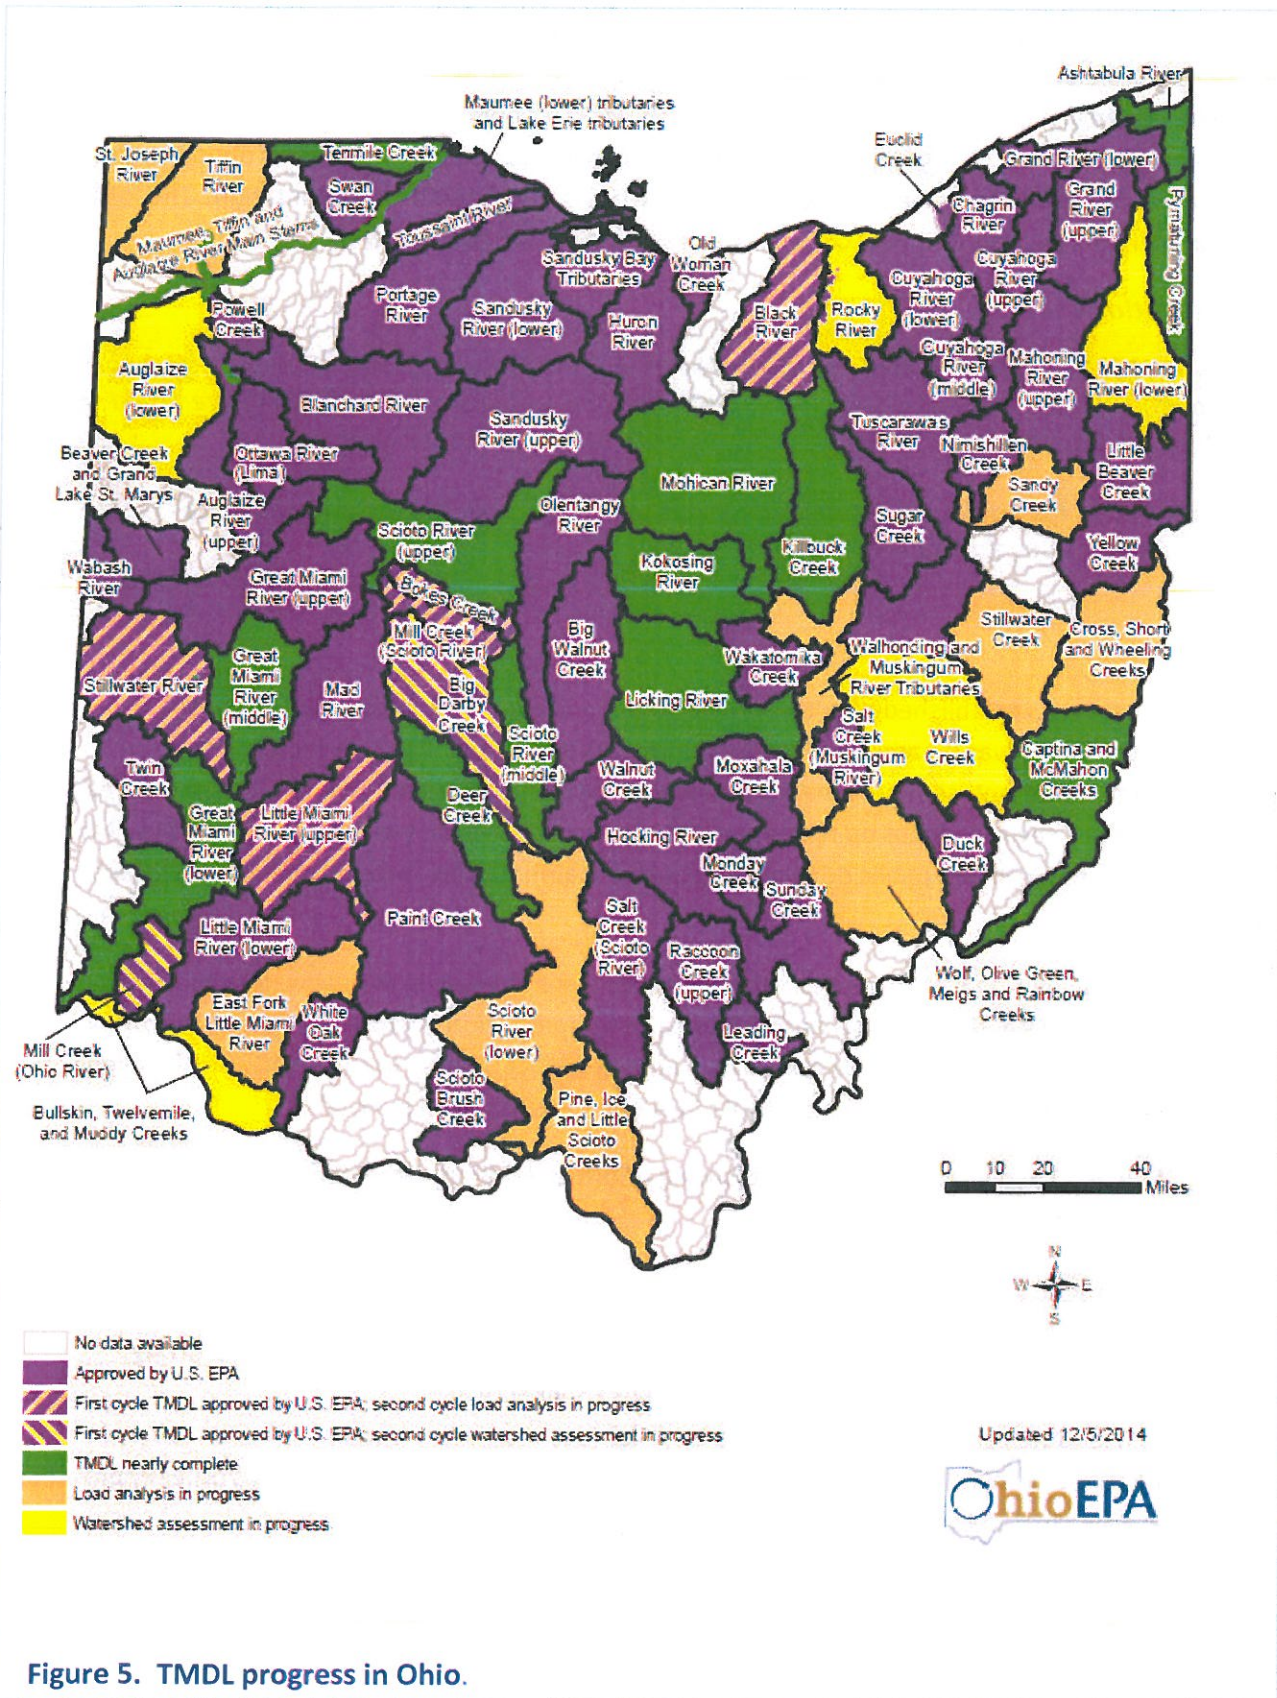 Ashtabula River
Maumee (lower) tributaries
and Lake Erie tributaries
Euclid
Creek
St. Joseph
River
Tiffin
River
Tenmile Creek
Swan
Creek
Maumee, Tiffin and
Auglaize River Main Stems
Toussaint River
Grand River (lower)
Grand
River
(upper)
Chagrin
River
Pymatuning Creek
Old
Woman
Creek
Sandusky Bay
Tributaries
Cuyahoga
River
(upper)
Cuyahoga
River
(lower)
Powell
Creek
Portage
River
Sandusky
River (lower)
Huron
River
Black
River
Rocky
River
Cuyahoga
River
(middle)
Mahoning
River
(upper)
Mahoning
River (lower)
Auglaize
River
(lower)
Blanchard River
Sandusky
River (upper)
Tuscarawas
River
Nimishillen
Creek
Little
Beaver
Creek
Beaver Creek
and Grand
Lake St. Marys
Ottawa River
(Lima)
Auglaize
River
(upper)
Mohican River
Sandy
Creek
Olentangy
River
Scioto River
(upper)
Sugar
Creek
Killbuck
Creek
Yellow
Creek
Wabash
River
Great Miami
River (upper)
Kokosing
River
Bokes Creek
Mill Creek
(Scioto River)
Big
Walnut
Creek
Wakatomika
Creek
Walhonding and
Muskingum
River Tributaries
Stillwater
Creek
Cross, Short
and Wheeling
Creeks
Stillwater River
Great
Miami
River
(middle)
Mad
River
Big
Darby
Creek
Licking River
Scioto
River
(middle)
Salt
Creek
(Muskingum
River)
Wills
Creek
Captina and
McMahon
Creeks
Twin
Creek
Walnut
Creek
Moxahala
Creek
Deer
Creek
Great
Miami
River
(lower)
Little Miami
River (upper)
Hocking River
Monday
Creek
Sunday
Creek
Duck
Creek
Little Miami
River (lower)
Paint Creek
Salt
Creek
(Scioto
River)
Raccoon
Creek
(upper)
Wolf, Olive Green,
Meigs and Rainbow
Creeks
East Fork
Little Miami
River
White
Oak
Creek
Scioto
River
(lower)
Leading
Creek
Mill Creek
(Ohio River)
Scioto
Brush
Creek
Pine, Ice
and Little
Scioto
Creeks
Bullskin, Twelvemile,
and Muddy Creeks
0 10 20 40
Miles
N
W E
S
No data available
Approved by U.S. EPA
First cycle TMDL approved by U.S. EPA; second cycle load analysis in progress
First cycle TMDL approved by U.S. EPA; second cycle watershed assessment in progress
TMDL nearly complete
Load analysis in progress
Watershed assessment in progress
Updated 12/5/2014
OhioEPA
Figure 5. TMDL progress in Ohio.